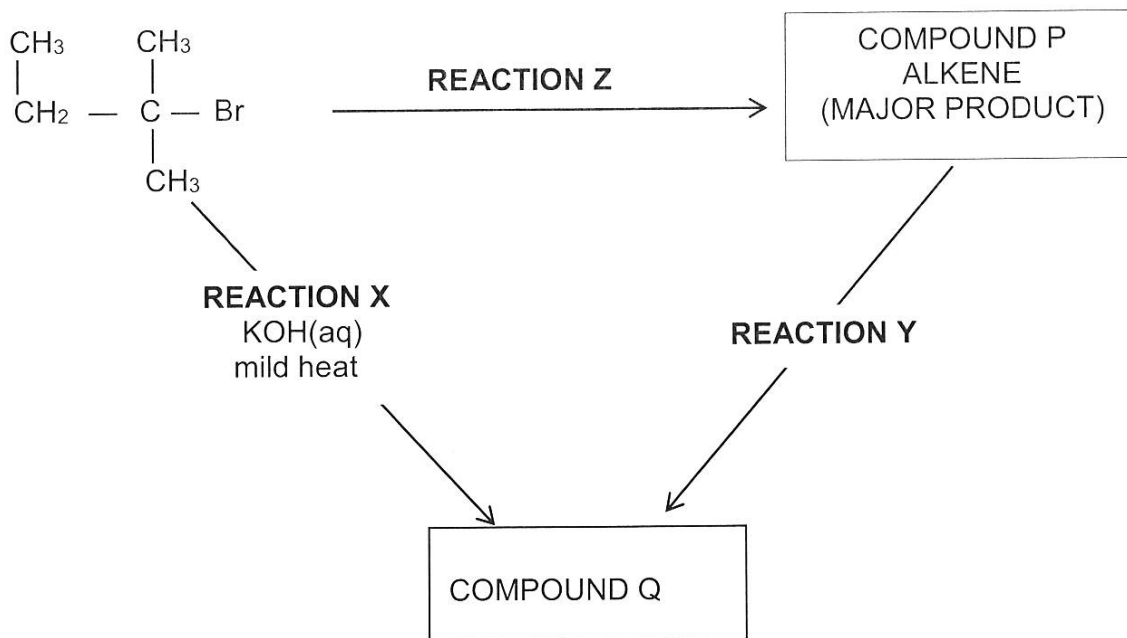 CH₃ CH₃
CH₂ — C — Br
CH₃
REACTION Z
COMPOUND P
ALKENE
(MAJOR PRODUCT)
REACTION X
KOH(aq)
mild heat
REACTION Y
COMPOUND Q